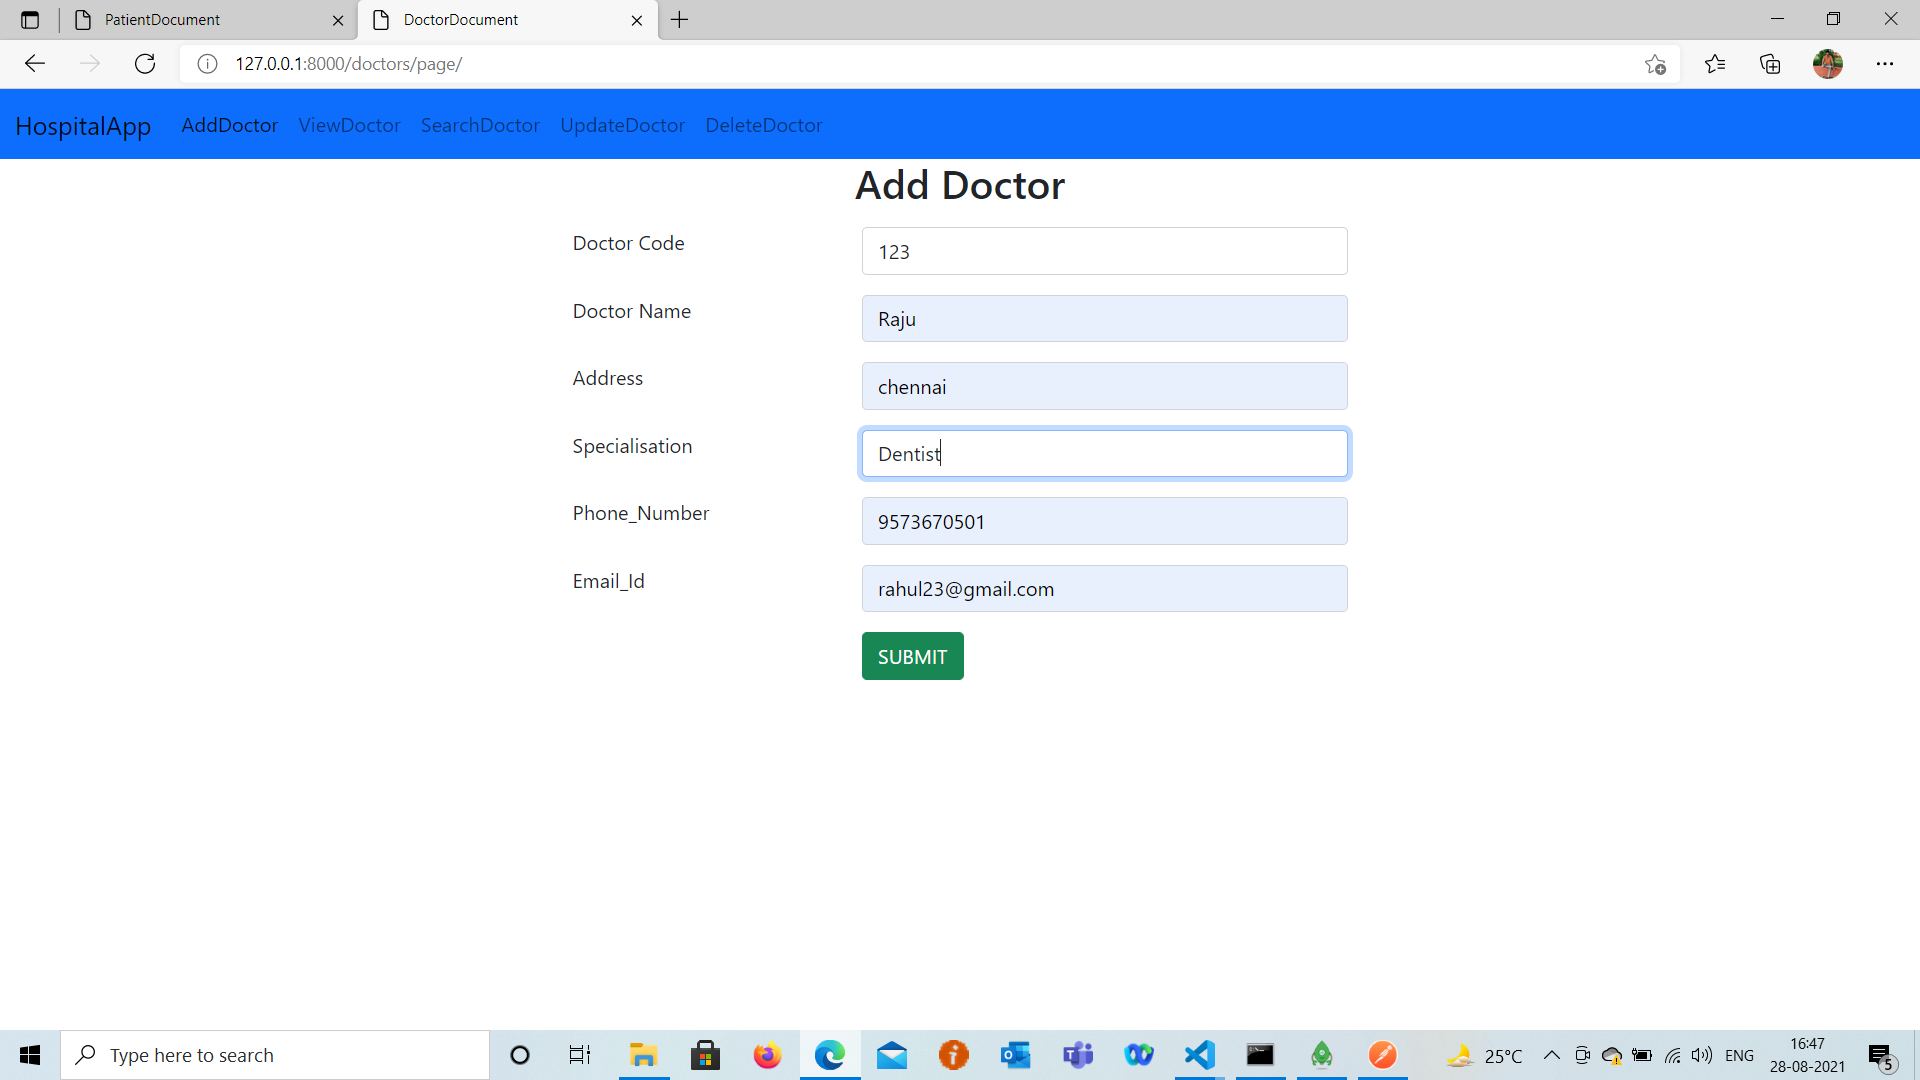 PatientDocument
DoctorDocument
127.0.0.1:8000/doctors/page/
HospitalApp AddDoctor ViewDoctor SearchDoctor UpdateDoctor DeleteDoctor
Add Doctor
Doctor Code 123
Doctor Name Raju
Address chennai
Specialisation Dentist
Phone_Number 9573670501
Email_Id rahul23@gmail.com
SUBMIT
Type here to search
25°C
ENG
16:47
28-08-2021
5